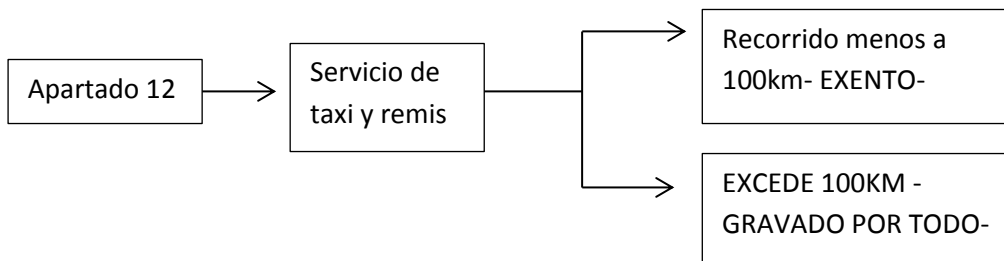 Apartado 12
Servicio de
taxi y remis
Recorrido menos a
100km- EXENTO-
EXCEDE 100KM -
GRAVADO POR TODO-